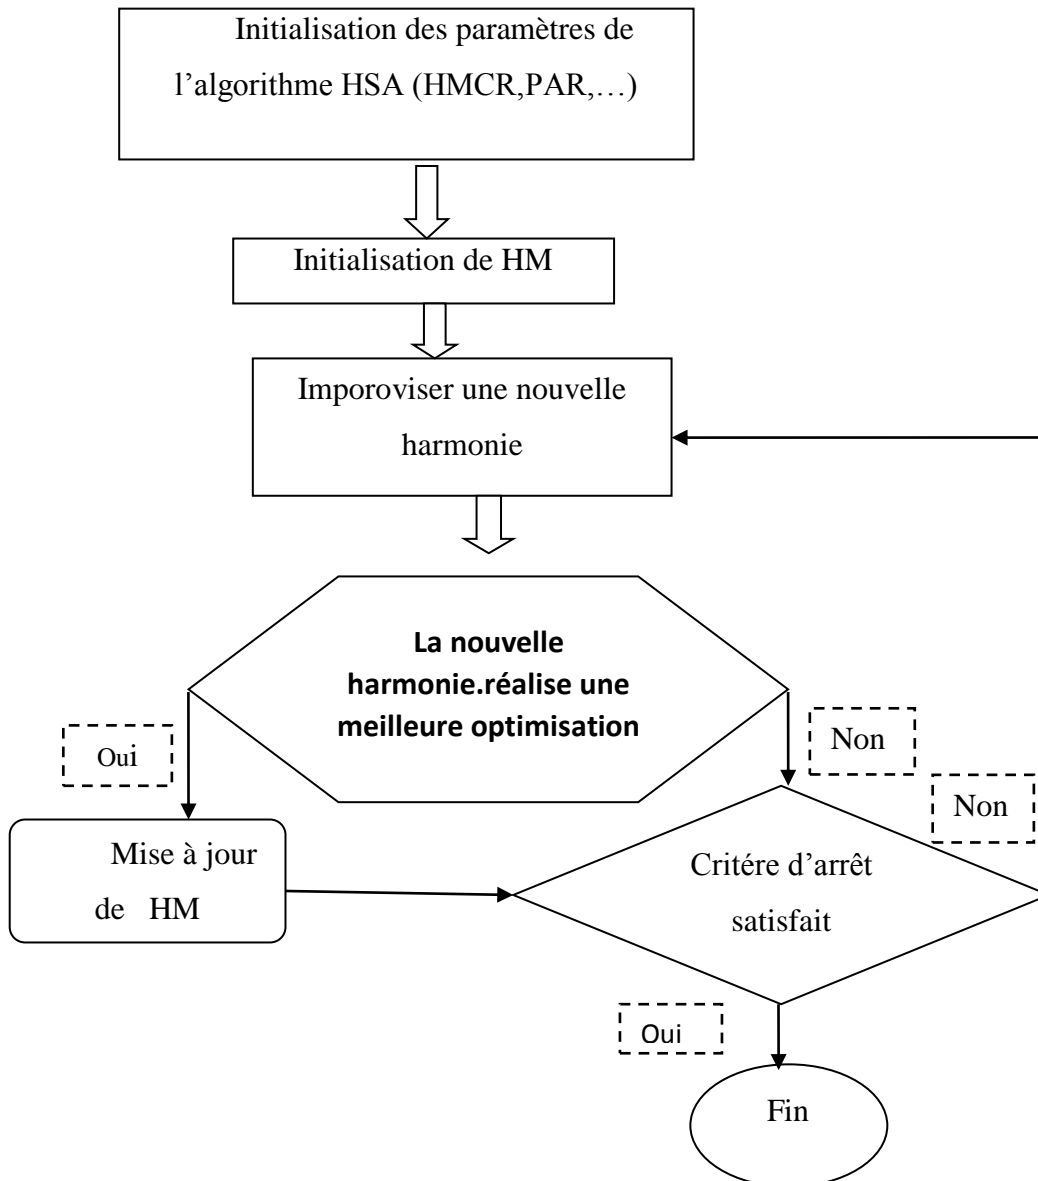 Initialisation des paramètres de
l’algorithme HSA (HMCR,PAR,…)
Initialisation de HM
Imporoviser une nouvelle
harmonie
La nouvelle
harmonie.réalise une
meilleure optimisation
Oui
Non
Non
Mise à jour
de HM
Critére d’arrêt
satisfait
Oui
Fin